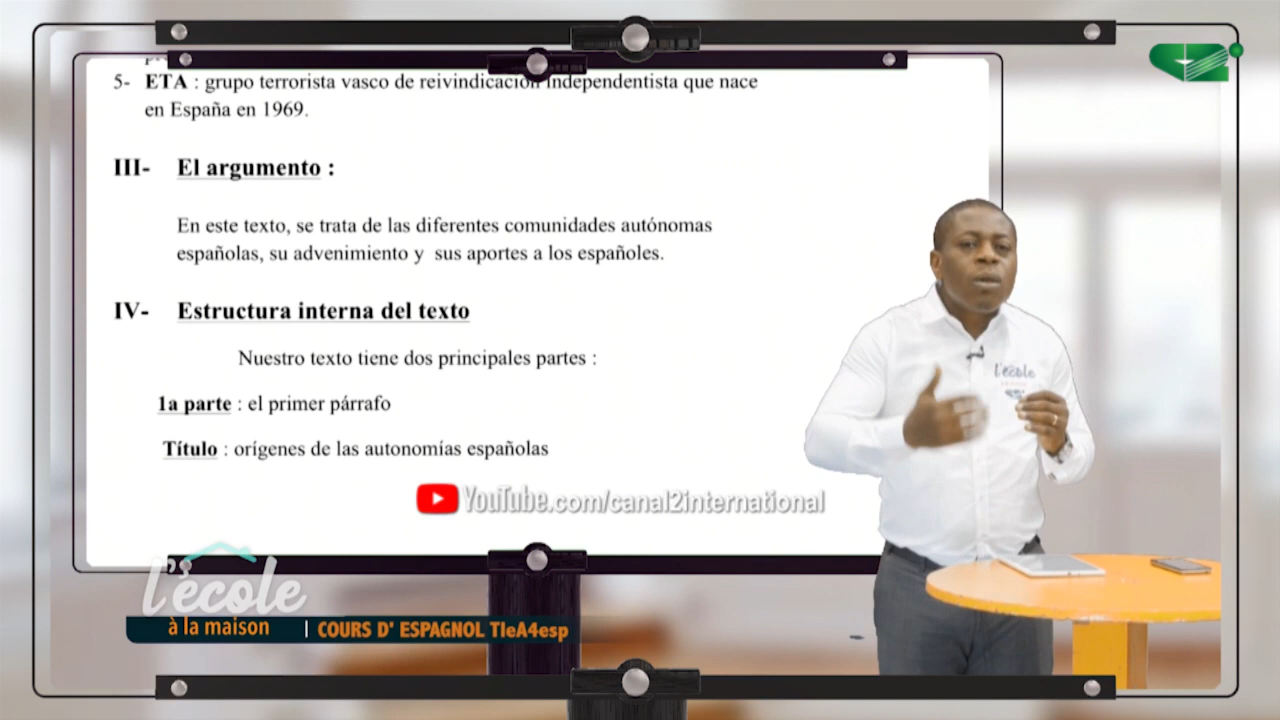 5- ETA : grupo terrorista vasco de reivindicación independentista que nace
en España en 1969.
III- El argumento :
En este texto, se trata de las diferentes comunidades autónomas
españolas, su advenimiento y sus aportes a los españoles.
IV- Estructura interna del texto
Nuestro texto tiene dos principales partes :
1a parte : el primer párrafo
Título : orígenes de las autonomías españolas
YouTube.com/canal2international
l'ècole
à la maison | COURS D' ESPAGNOL TleA4esp
l'ècole